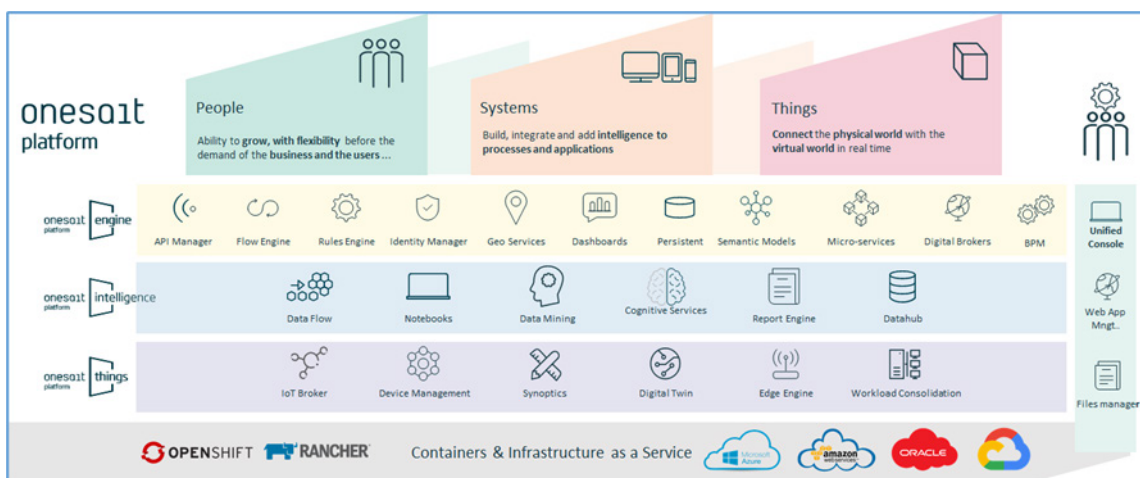 onesait
platform
People
Ability to grow, with flexibility before the
demand of the business and the users ...
Systems
Build, integrate and add intelligence to
processes and applications
Things
Connect the physical world with the
virtual world in real time
onesait
platform
engine
API Manager
Flow Engine
Rules Engine
Identity Manager
Geo Services
Dashboards
Persistent
Semantic Models
Micro-services
Digital Brokers
BPM
Unified
Console
onesait
platform
intelligence
Data Flow
Notebooks
Data Mining
Cognitive Services
Report Engine
Datahub
Web App
Mngt..
onesait
platform
things
IoT Broker
Device Management
Synoptics
Digital Twin
Edge Engine
Workload Consolidation
Files manager
OPENSHIFT
RANCHER
Containers & Infrastructure as a Service
Microsoft
Azure
amazon
web services
ORACLE